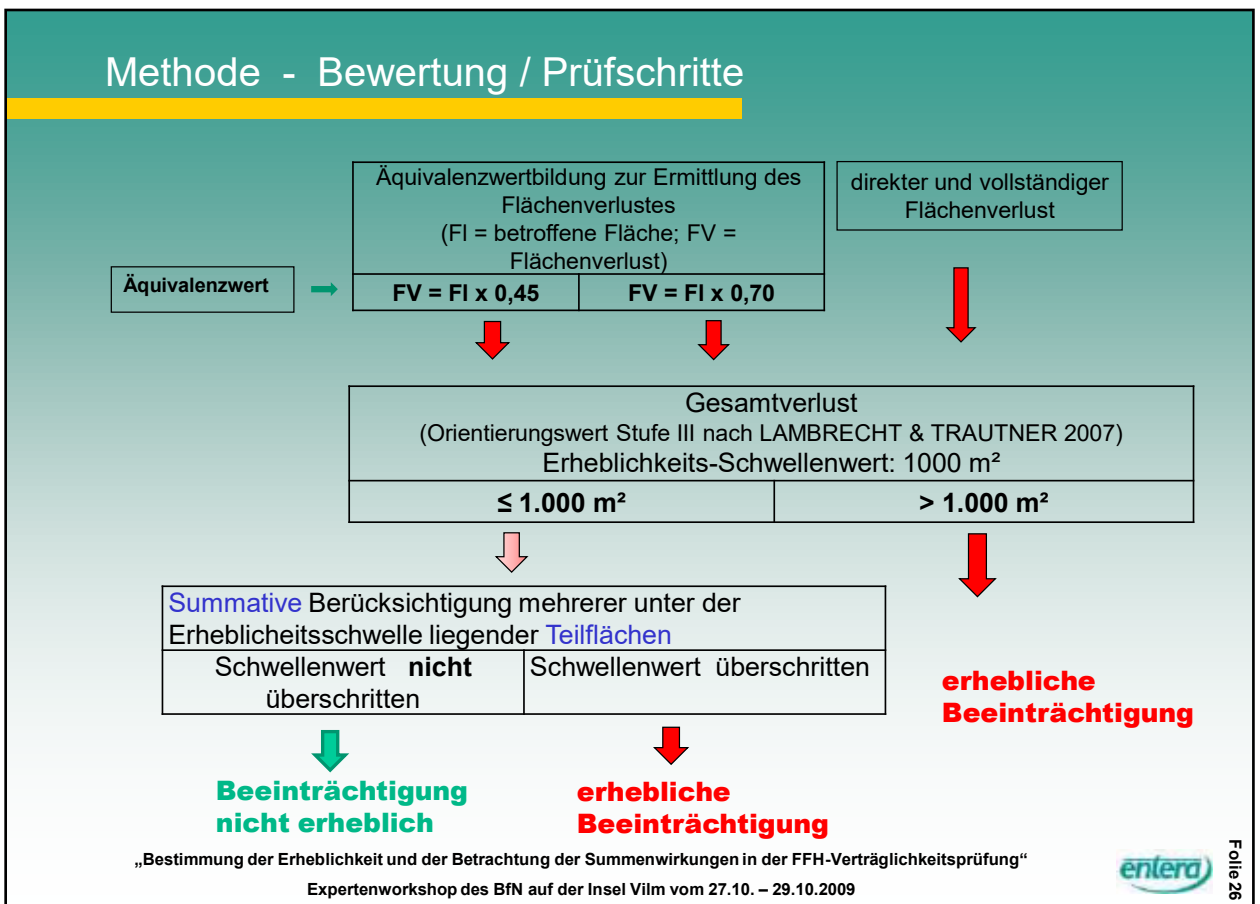 Methode - Bewertung / Prüfschritte
Äquivalenzwertbildung zur Ermittlung des
Flächenverlustes
(Fl = betroffene Fläche; FV =
Flächenverlust)
direkter und vollständiger
Flächenverlust
Äquivalenzwert
FV = Fl x 0,45
FV = Fl x 0,70
Gesamtverlust
(Orientierungswert Stufe III nach LAMBRECHT & TRAUTNER 2007)
Erheblichkeits-Schwellenwert: 1000 m²
≤ 1.000 m²
> 1.000 m²
Summative Berücksichtigung mehrerer unter der
Erheblicheitsschwelle liegender Teilflächen
Schwellenwert nicht
überschritten
Schwellenwert überschritten
erhebliche
Beeinträchtigung
Beeinträchtigung
nicht erheblich
erhebliche
Beeinträchtigung
„Bestimmung der Erheblichkeit und der Betrachtung der Summenwirkungen in der FFH-Verträglichkeitsprüfung“
Expertenworkshop des BfN auf der Insel Vilm vom 27.10. – 29.10.2009
entera
Folie 26